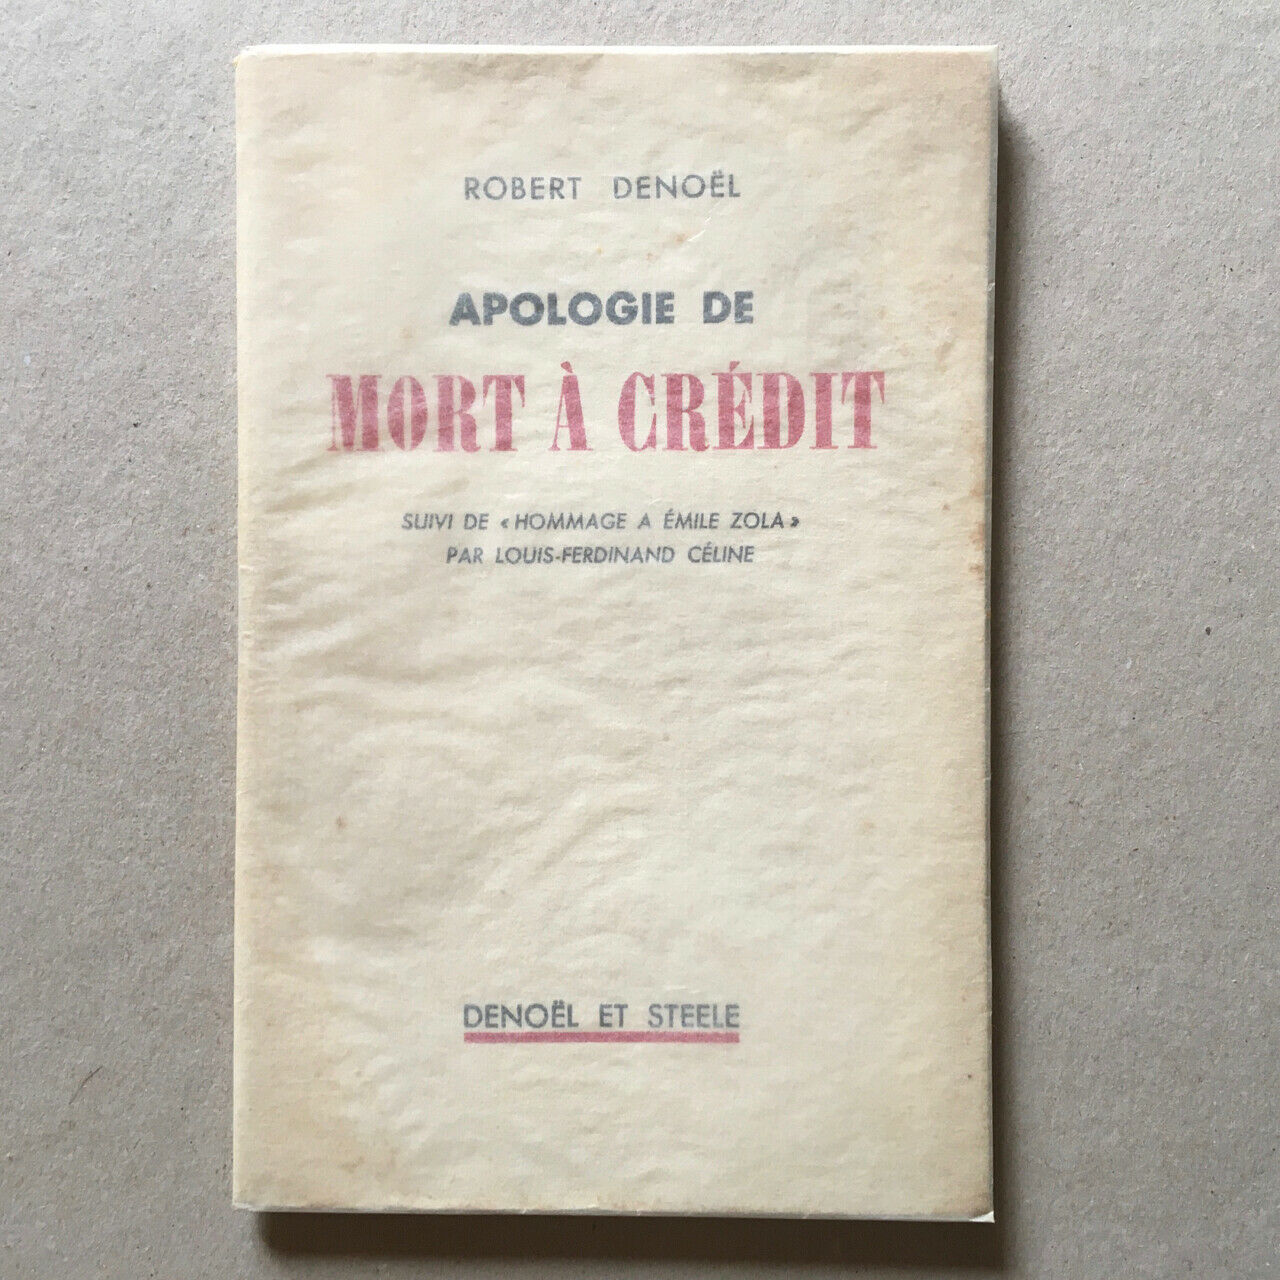 ROBERT DENOËL
APOLOGIE DE
MORT À CRÉDIT
SUIVI DE « HOMMAGE A ÉMILE ZOLA »
PAR LOUIS-FERDINAND CÉLINE
DENOËL ET STEELE